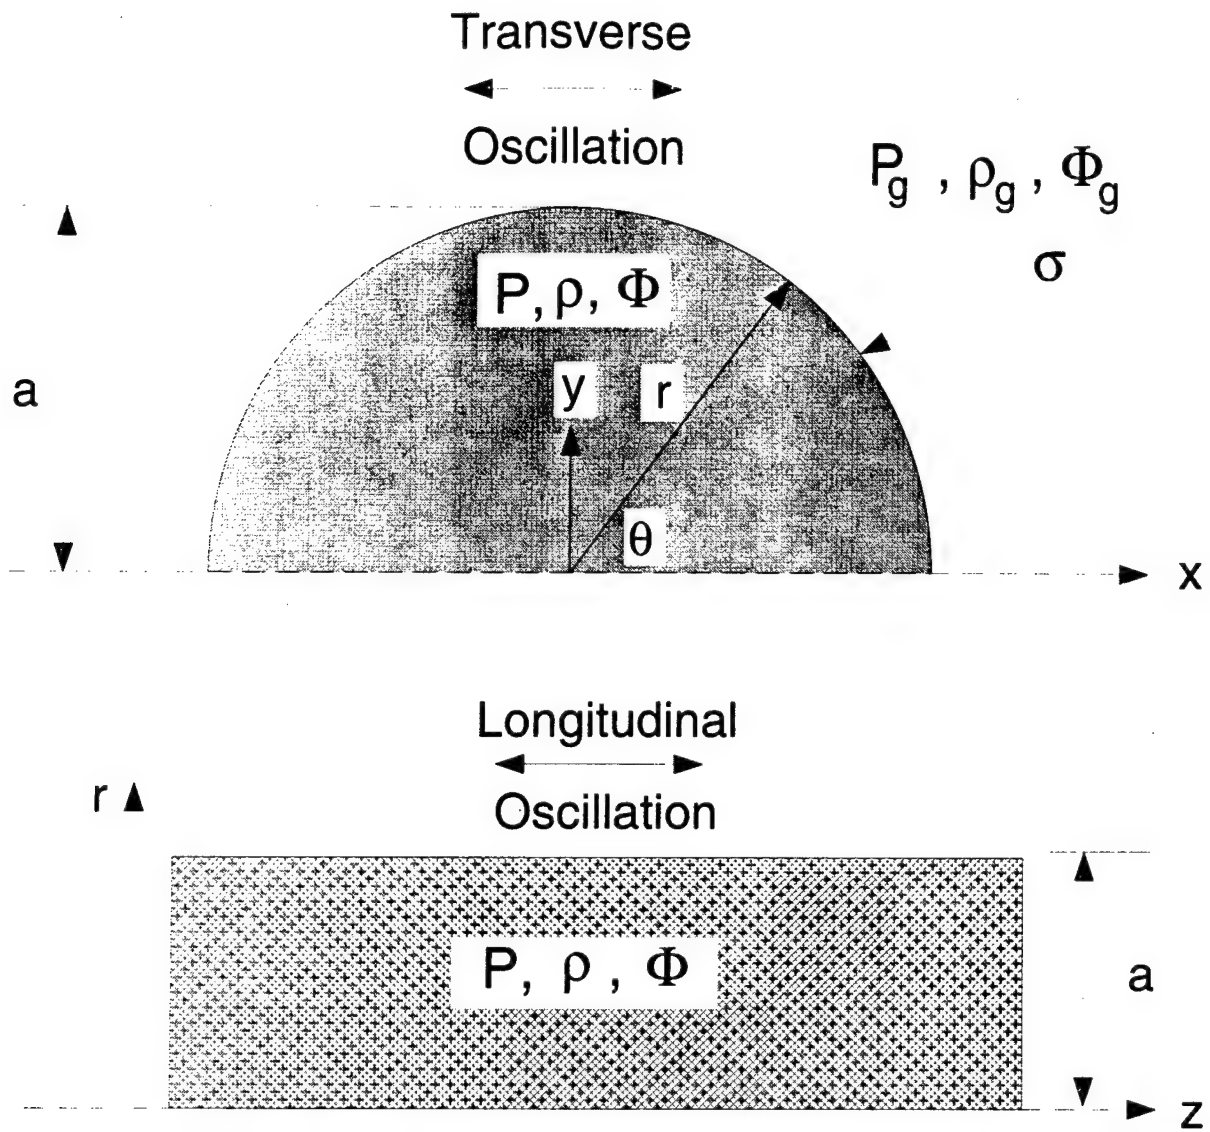 Transverse
Oscillation
Pg , ρg , Φg
σ
P, ρ, Φ
a
y
r
θ
x
Longitudinal
r
Oscillation
P, ρ , Φ
a
z